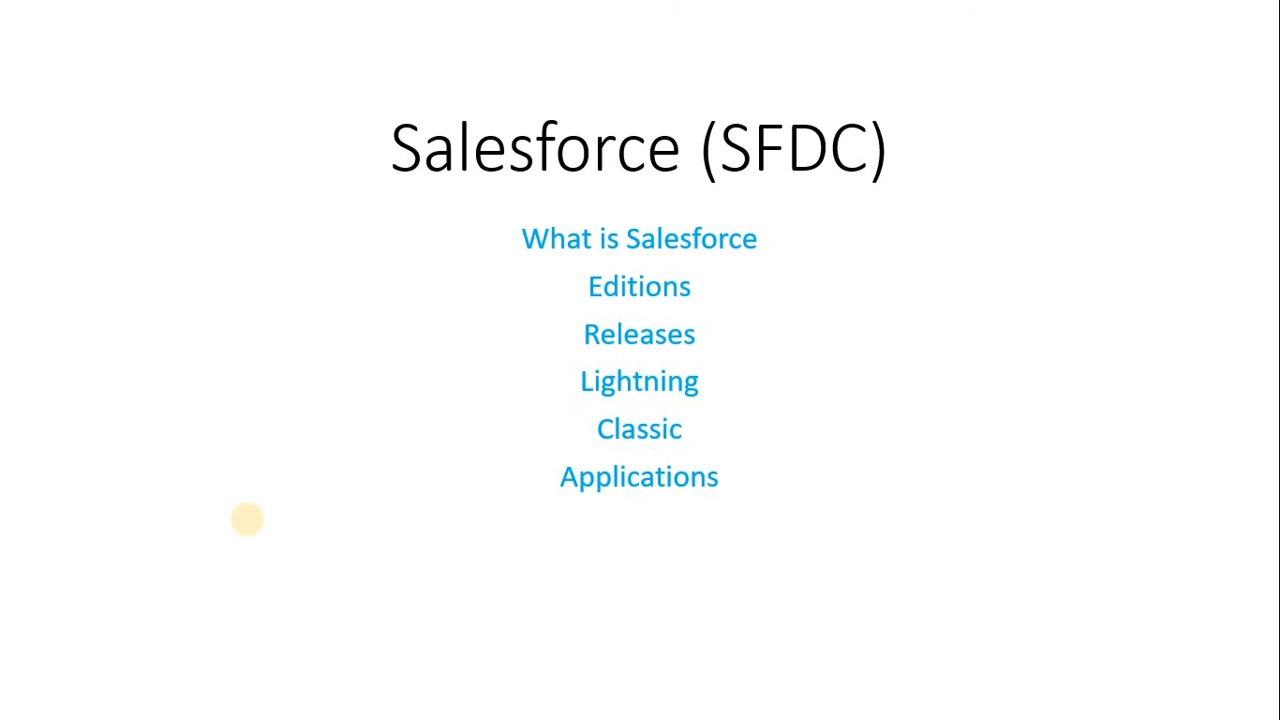 Salesforce (SFDC)
What is Salesforce
Editions
Releases
Lightning
Classic
Applications